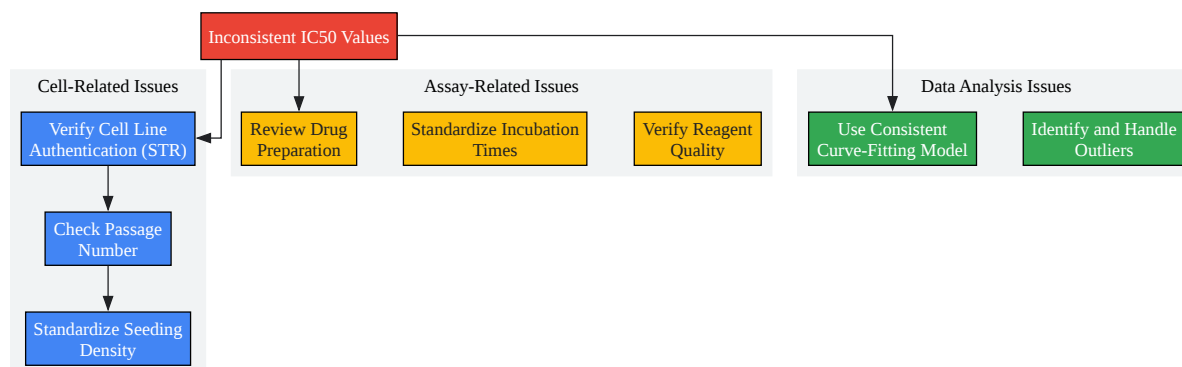 Inconsistent IC50 Values
Cell-Related Issues
Assay-Related Issues
Data Analysis Issues
Verify Cell Line
Authentication (STR)
Review Drug
Preparation
Standardize Incubation
Times
Verify Reagent
Quality
Use Consistent
Curve-Fitting Model
Identify and Handle
Outliers
Check Passage
Number
Standardize Seeding
Density